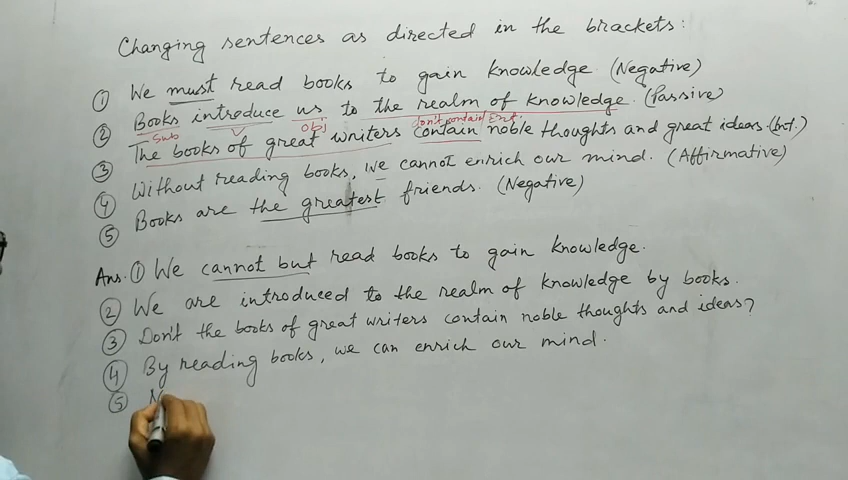 Changing sentences as directed in the brackets:
① We must read books to gain knowledge (Negative)
② Books introduce us to the realm of knowledge. (Passive)
Sub V obj Ent.
don't contain Int.
③ The books of great writers contain noble thoughts and great ideas. (Int.)
④ Without reading books, we cannot enrich our mind. (Affirmative)
⑤ Books are the greatest friends. (Negative)
Ans. ① We cannot but read books to gain knowledge.
② We are introduced to the realm of knowledge by books.
③ Don't the books of great writers contain noble thoughts and ideas?
④ By reading books, we can enrich our mind.
⑤ N